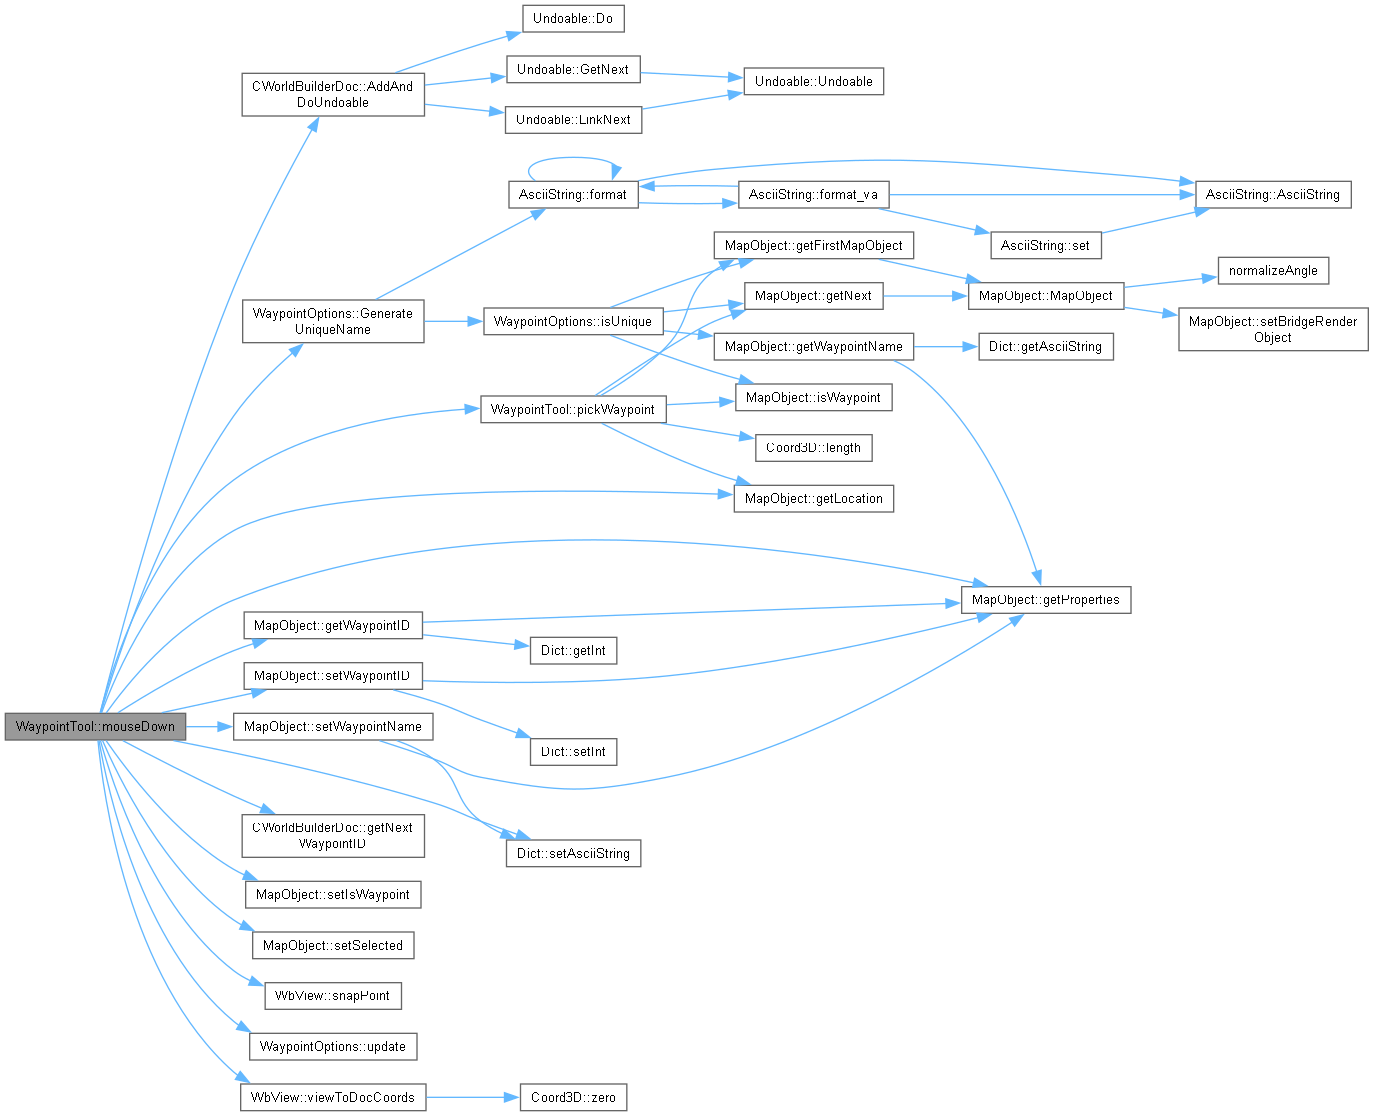 Undoable::Do
CWorldBuilderDoc::AddAnd
DoUndoable
Undoable::GetNext
Undoable::Undoable
Undoable::LinkNext
AsciiString::format
AsciiString::format_va
AsciiString::AsciiString
AsciiString::set
MapObject::getFirstMapObject
normalizeAngle
MapObject::getNext
MapObject::MapObject
WaypointOptions::Generate
UniqueName
WaypointOptions::isUnique
MapObject::setBridgeRender
Object
MapObject::getWaypointName
Dict::getAsciiString
MapObject::isWaypoint
WaypointTool::pickWaypoint
Coord3D::length
MapObject::getLocation
MapObject::getProperties
MapObject::getWaypointID
Dict::getInt
MapObject::setWaypointID
WaypointTool::mouseDown
MapObject::setWaypointName
Dict::setInt
CWorldBuilderDoc::getNext
WaypointID
Dict::setAsciiString
MapObject::setIsWaypoint
MapObject::setSelected
WbView::snapPoint
WaypointOptions::update
WbView::viewToDocCoords
Coord3D::zero